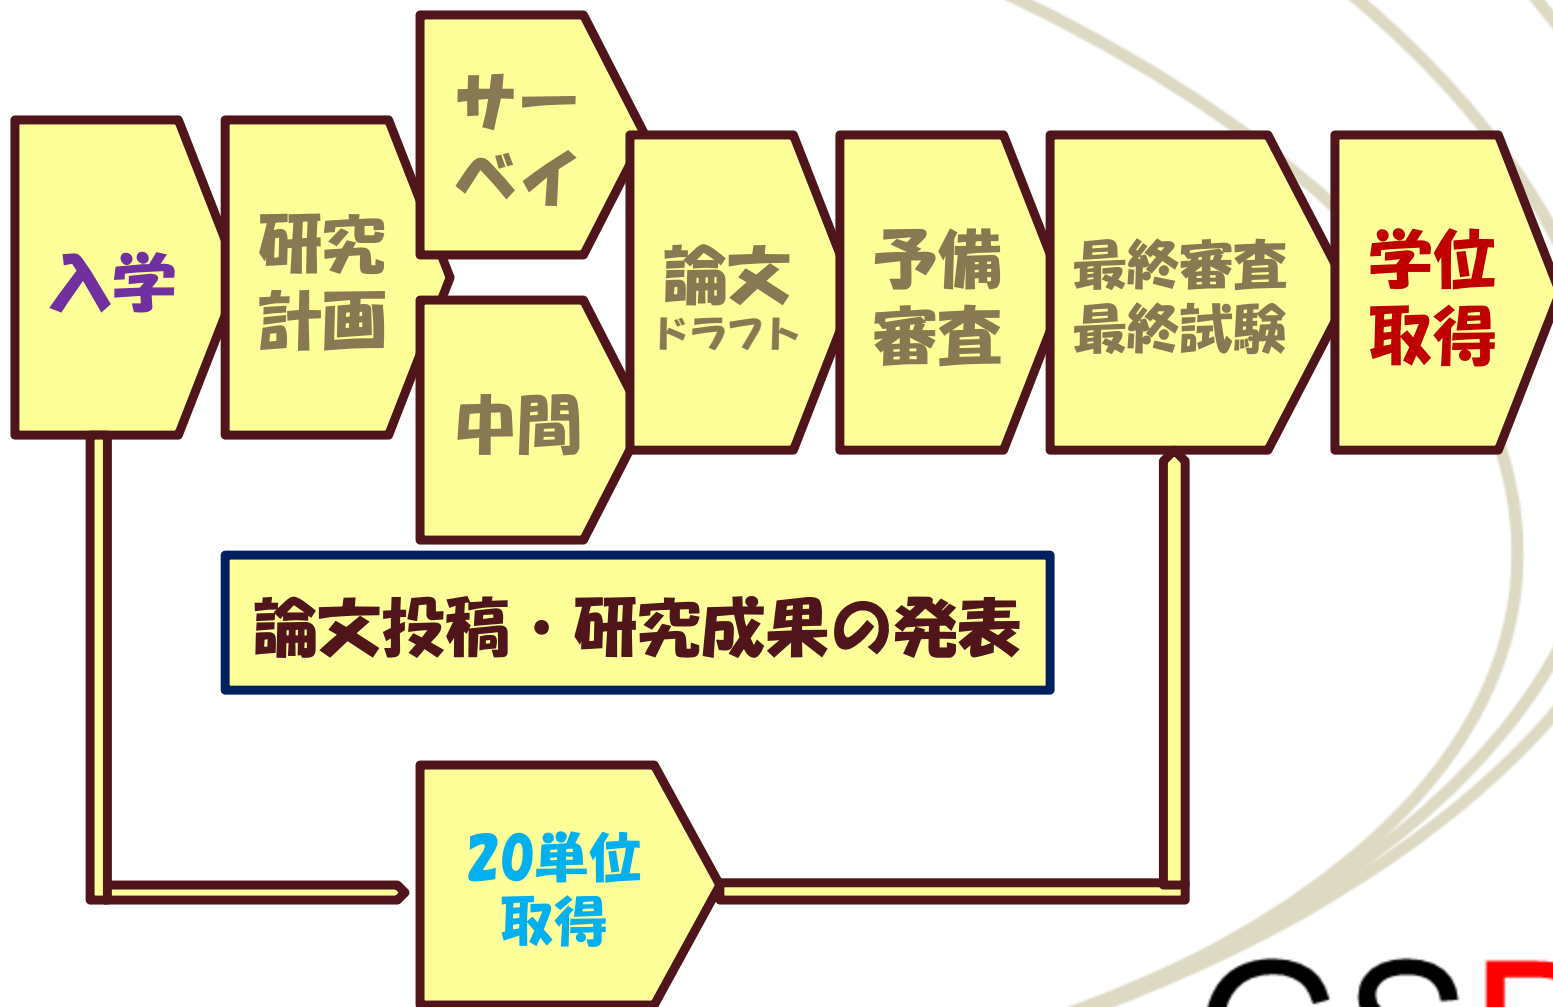 入学
研究
計画
サー
ベイ
中間
論文
ドラフト
予備
審査
最終審査
最終試験
学位
取得
論文投稿・研究成果の発表
20単位
取得